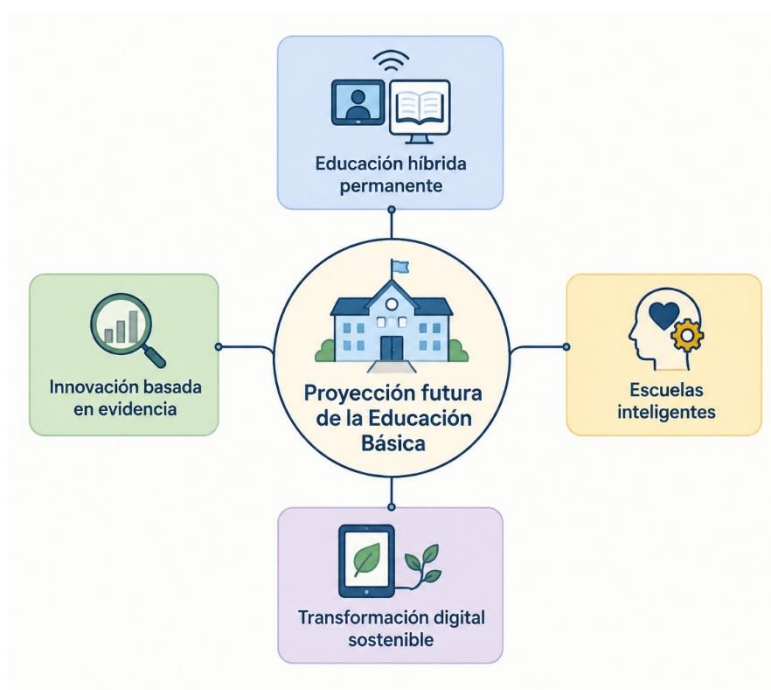 Educación híbrida
permanente
Innovación basada
en evidencia
Proyección futura
de la Educación
Básica
Escuelas
inteligentes
Transformación digital
sostenible